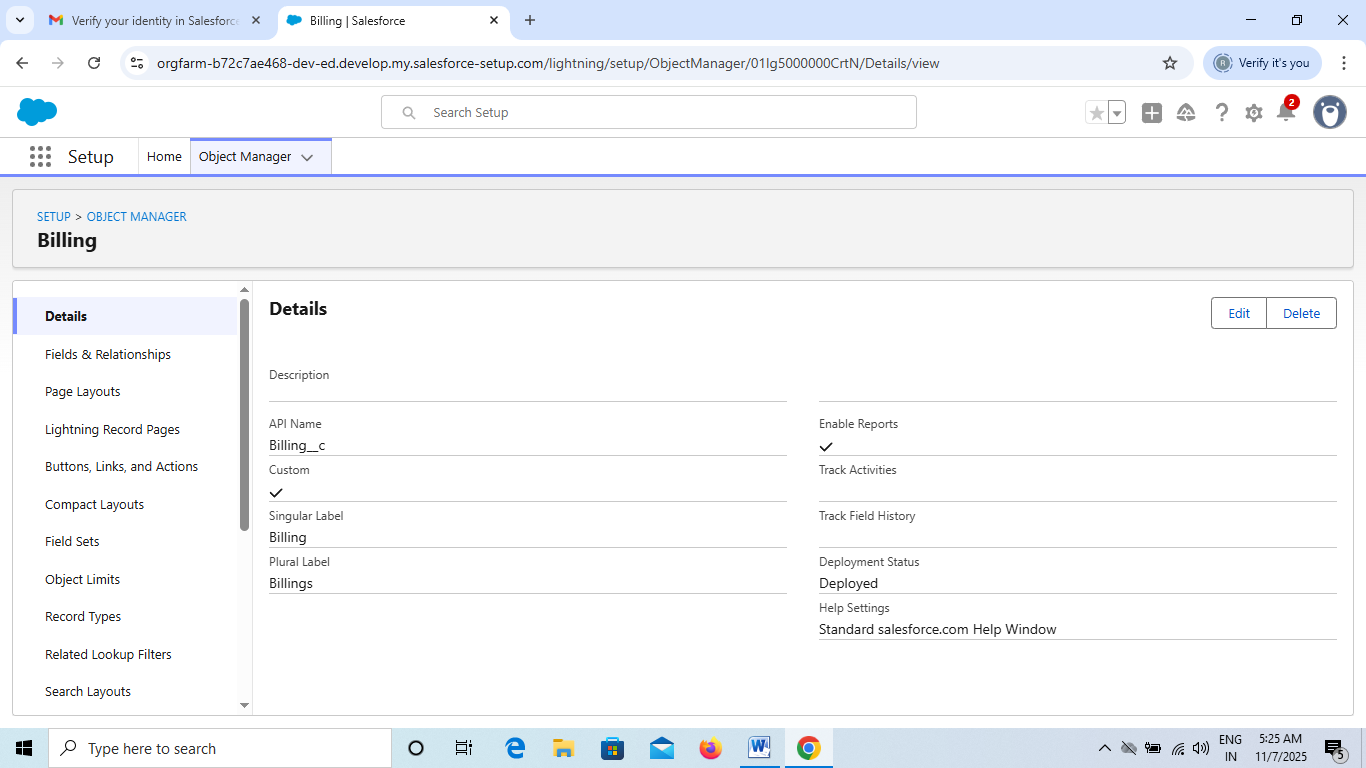 Verify your identity in Salesforc
Billing | Salesforce
orgfarm-b72c7ae468-dev-ed.develop.my.salesforce-setup.com/lightning/setup/ObjectManager/01Ig5000000CrtN/Details/view
R
Verify it's you
Search Setup
2
Setup
Home
Object Manager
SETUP > OBJECT MANAGER
Billing
Details
Fields & Relationships
Page Layouts
Lightning Record Pages
Buttons, Links, and Actions
Compact Layouts
Field Sets
Object Limits
Record Types
Related Lookup Filters
Search Layouts
Details
Edit
Delete
Description
API Name
Billing__c
Custom
Singular Label
Billing
Plural Label
Billings
Enable Reports
Track Activities
Track Field History
Deployment Status
Deployed
Help Settings
Standard salesforce.com Help Window
Type here to search
ENG
IN
5:25 AM
11/7/2025
5